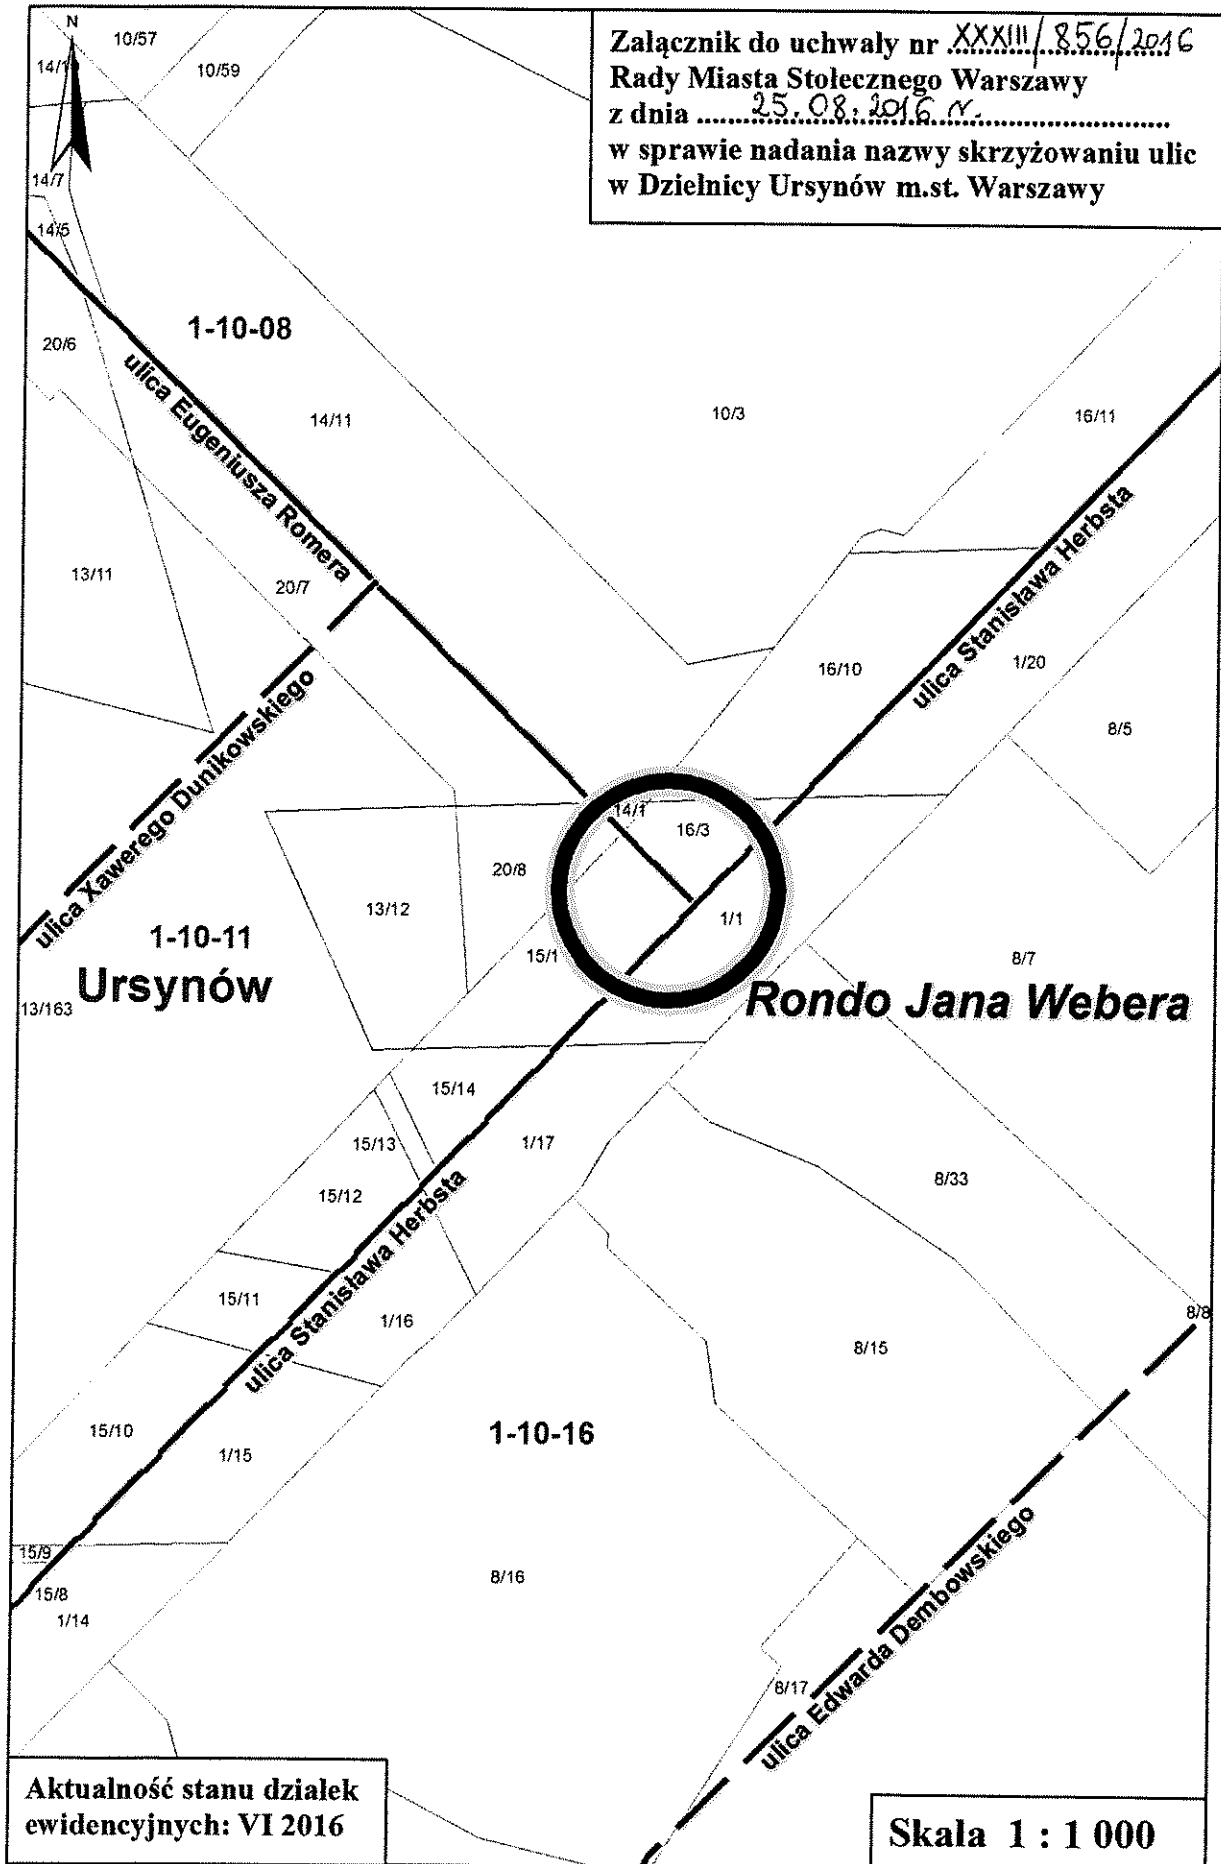 Załącznik do uchwały nr XXXIII/856/2016
Rady Miasta Stołecznego Warszawy
z dnia 25.08.2016 r.
w sprawie nadania nazwy skrzyżowaniu ulic
w Dzielnicy Ursynów m.st. Warszawy
N
10/57
10/59
14/7
14/5
1-10-08
20/6
ulica Eugeniusza Romera
14/11
10/3
16/11
ulica Stanisława Herbsta
13/11
20/7
16/10
1/20
8/5
ulica Xawerego Dunikowskiego
14/1
16/3
20/8
13/12
1/1
15/1
8/7
1-10-11
Ursynów
13/163
Rondo Jana Webera
15/14
15/13
1/17
15/12
8/33
ulica Stanisława Herbsta
15/11
1/16
8/8
8/15
15/10
1/15
1-10-16
15/9
15/8
1/14
8/16
ulica Edwarda Dembowskiego
8/17
Aktualność stanu działek
ewidencyjnych: VI 2016
Skala 1 : 1 000